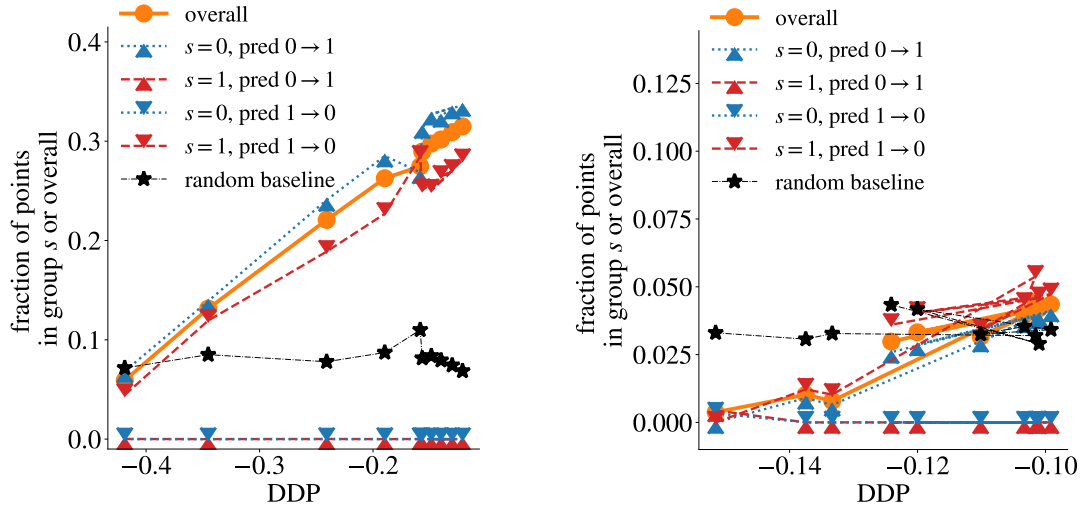 overall
s=0, pred 0→1
s=1, pred 0→1
s=0, pred 1→0
s=1, pred 1→0
random baseline
fraction of points
in group s or overall
0.4
0.3
0.2
0.1
0.0
−0.4 −0.3 −0.2
DDP
overall
s=0, pred 0→1
s=1, pred 0→1
s=0, pred 1→0
s=1, pred 1→0
random baseline
fraction of points
in group s or overall
0.125
0.100
0.075
0.050
0.025
0.000
−0.14 −0.12 −0.10
DDP